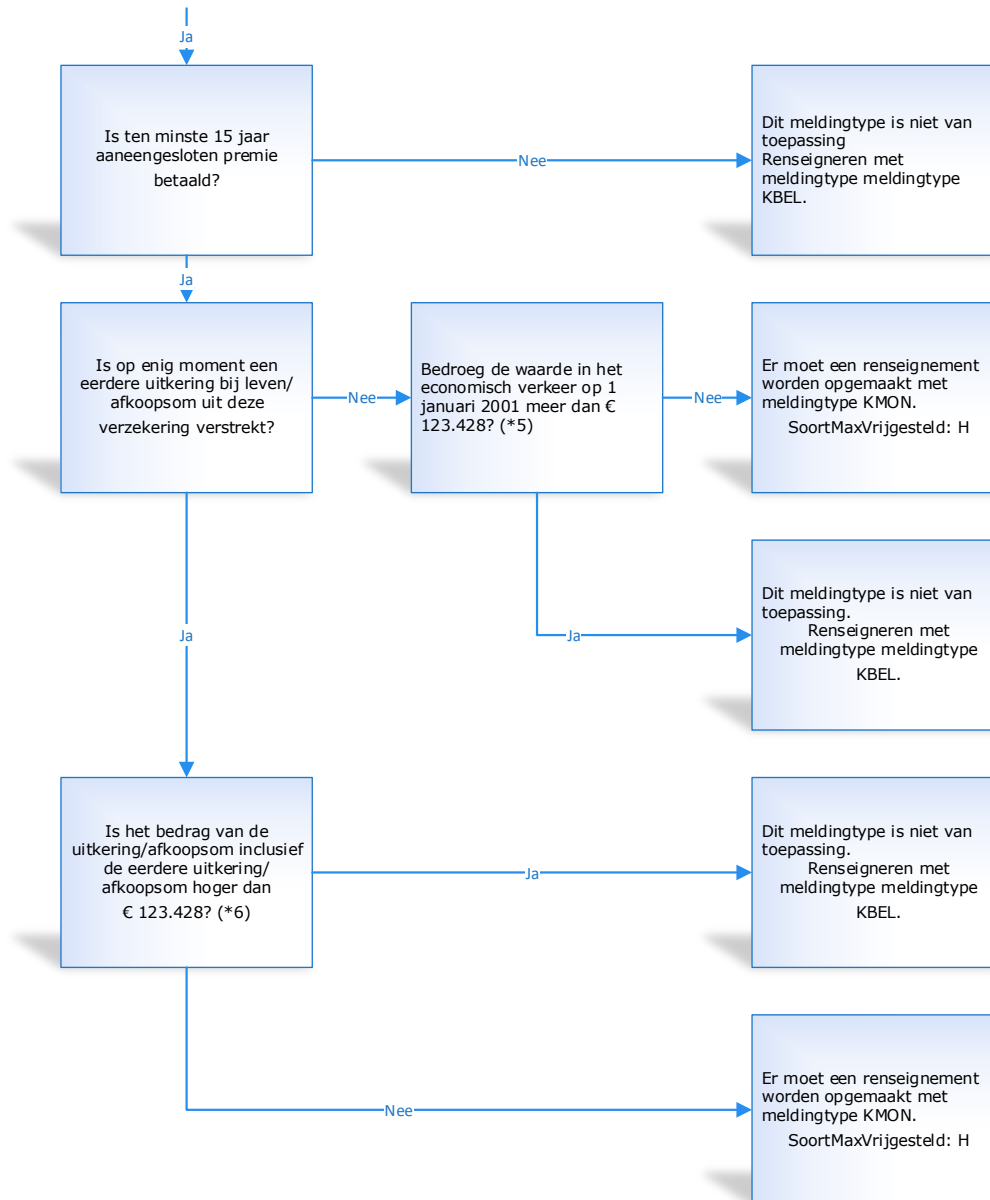 Ja
Is ten minste 15 jaar
aaneengesloten premie
betaald?
Nee
Dit meldingtype is niet van
toepassing
Renseigneren met
meldingtype meldingtype
KBEL.
Ja
Is op enig moment een
eerdere uitkering bij leven/
afkoopsom uit deze
verzekering verstrekt?
Nee
Bedroeg de waarde in het
economisch verkeer op 1
januari 2001 meer dan €
123.428? (*5)
Nee
Er moet een renseignement
worden opgemaakt met
meldingtype KMON.
SoortMaxVrijgesteld: H
Ja
Dit meldingtype is niet van
toepassing.
Renseigneren met
meldingtype meldingtype
KBEL.
Ja
Is het bedrag van de
uitkering/afkoopsom inclusief
de eerdere uitkering/
afkoopsom hoger dan
€ 123.428? (*6)
Ja
Dit meldingtype is niet van
toepassing.
Renseigneren met
meldingtype meldingtype
KBEL.
Nee
Er moet een renseignement
worden opgemaakt met
meldingtype KMON.
SoortMaxVrijgesteld: H